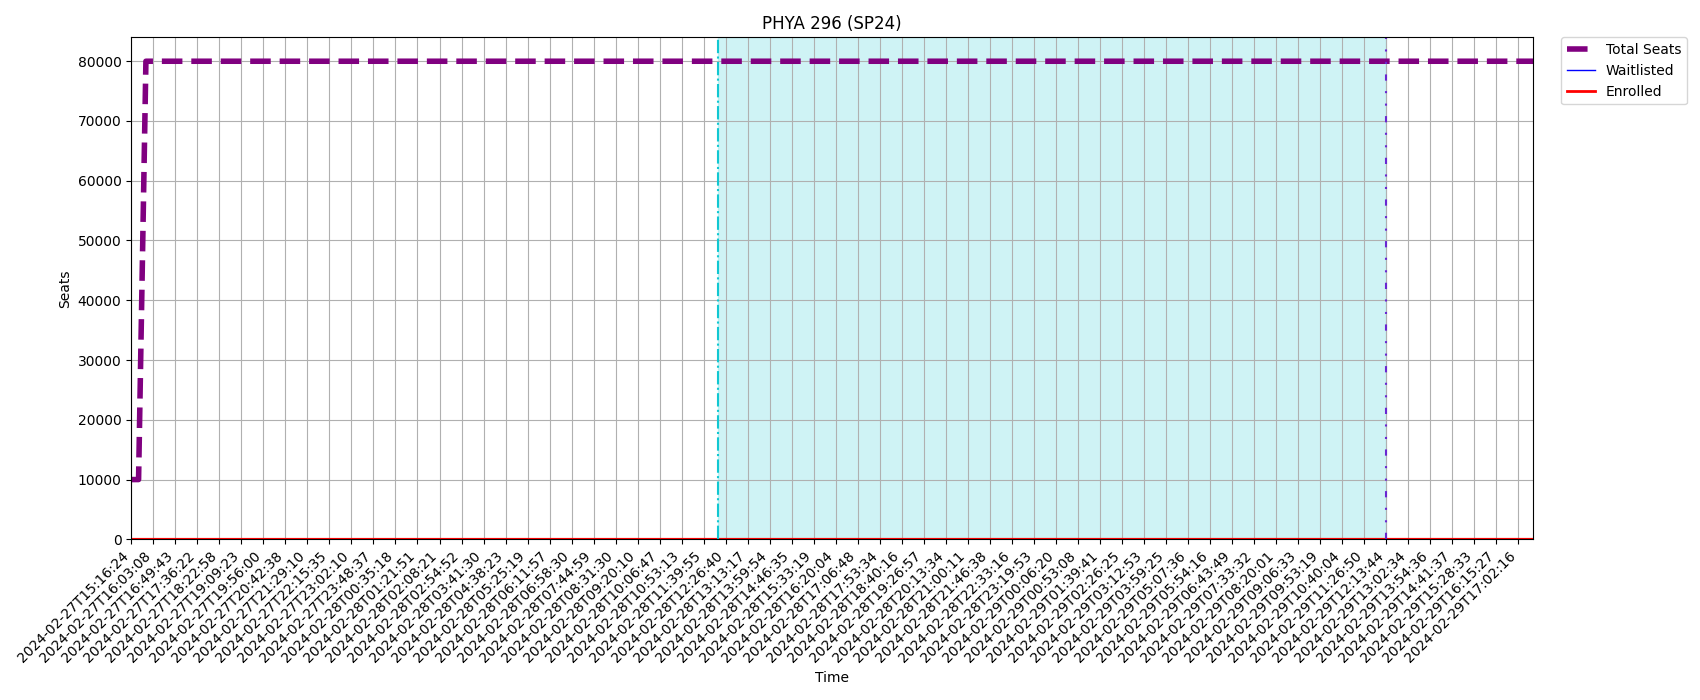 PHYA 296 (SP24)
Total Seats
Waitlisted
Enrolled
Seats
80000
70000
60000
50000
40000
30000
20000
10000
0
2024-02-27T15:16:24
2024-02-27T16:03:08
2024-02-27T16:49:43
2024-02-27T17:36:22
2024-02-27T18:22:58
2024-02-27T19:09:23
2024-02-27T19:56:00
2024-02-27T20:42:38
2024-02-27T21:29:10
2024-02-27T22:15:35
2024-02-27T23:02:10
2024-02-27T23:48:37
2024-02-28T00:35:18
2024-02-28T01:21:51
2024-02-28T02:08:21
2024-02-28T02:54:52
2024-02-28T03:41:30
2024-02-28T04:38:23
2024-02-28T05:25:19
2024-02-28T06:11:57
2024-02-28T06:58:30
2024-02-28T07:44:59
2024-02-28T08:31:30
2024-02-28T09:20:10
2024-02-28T10:06:47
2024-02-28T10:53:13
2024-02-28T11:39:55
2024-02-28T12:26:40
2024-02-28T13:13:17
2024-02-28T13:59:54
2024-02-28T14:46:35
2024-02-28T15:33:19
2024-02-28T16:20:04
2024-02-28T17:06:48
2024-02-28T17:53:34
2024-02-28T18:40:16
2024-02-28T19:26:57
2024-02-28T20:13:34
2024-02-28T21:00:11
2024-02-28T21:46:38
2024-02-28T22:33:16
2024-02-28T23:19:53
2024-02-29T00:06:20
2024-02-29T00:53:08
2024-02-29T01:39:41
2024-02-29T02:26:25
2024-02-29T03:12:53
2024-02-29T03:59:25
2024-02-29T05:07:36
2024-02-29T05:54:16
2024-02-29T06:43:49
2024-02-29T07:33:32
2024-02-29T08:20:01
2024-02-29T09:06:33
2024-02-29T09:53:19
2024-02-29T10:40:04
2024-02-29T11:26:50
2024-02-29T12:13:44
2024-02-29T13:02:34
2024-02-29T13:54:36
2024-02-29T14:41:37
2024-02-29T15:28:33
2024-02-29T16:15:27
2024-02-29T17:02:16
Time